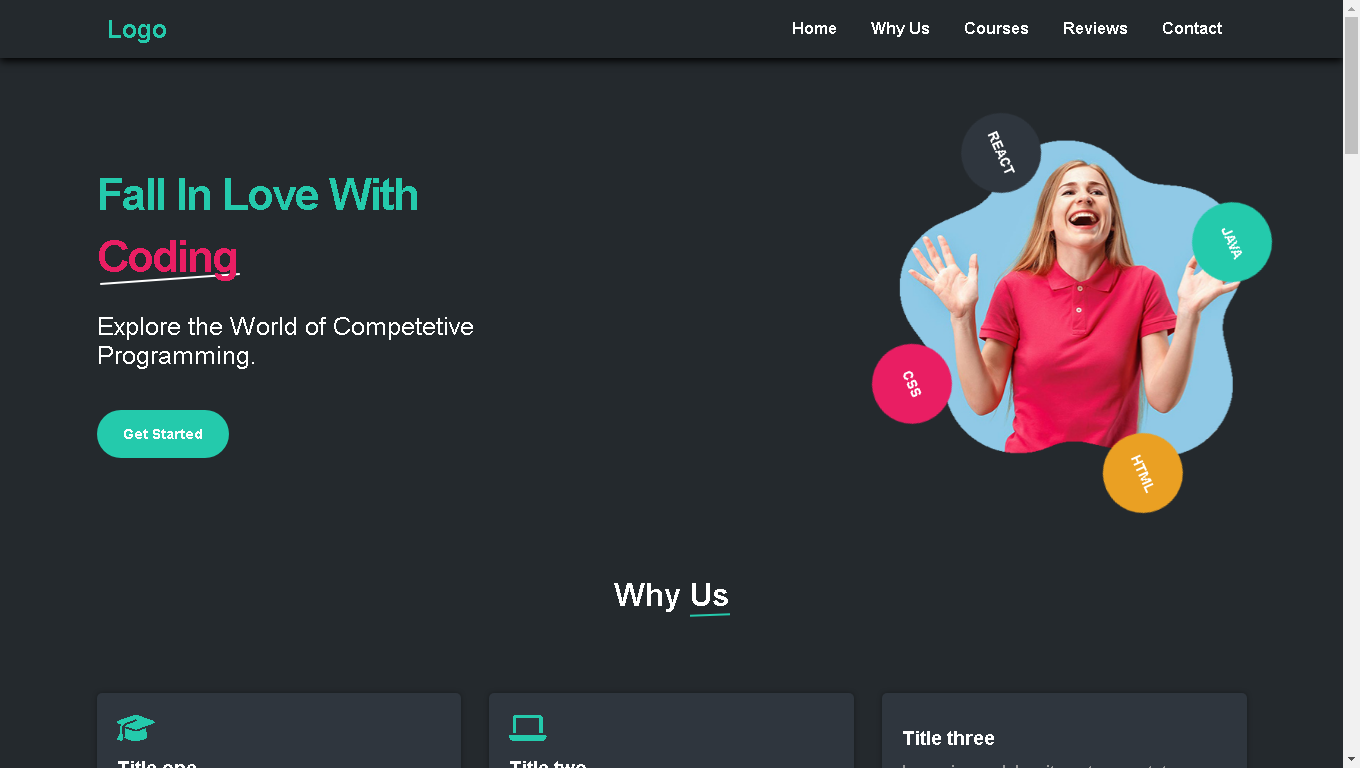 Logo
Home
Why Us
Courses
Reviews
Contact
Fall In Love With
Coding
Explore the World of Competetive
Programming.
Get Started
REACT
JAVA
CSS
HTML
Why Us
Title one
Title two
Title three